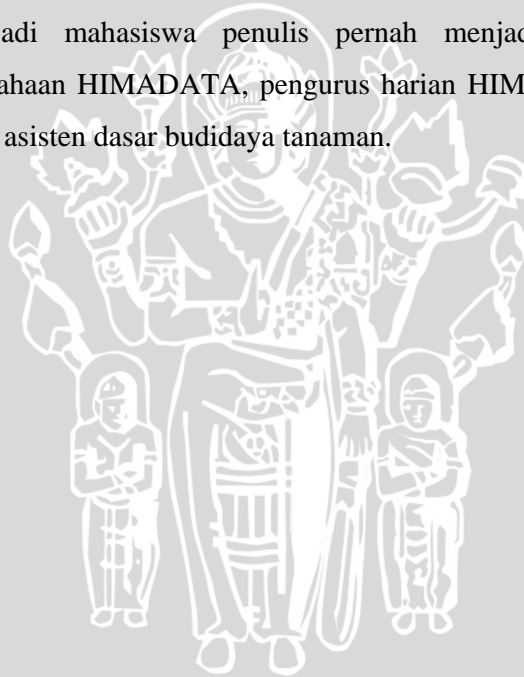 adi mahasiswa penulis pernah menjad
ahaan HIMADATA, pengurus harian HIM
asisten dasar budidaya tanaman.